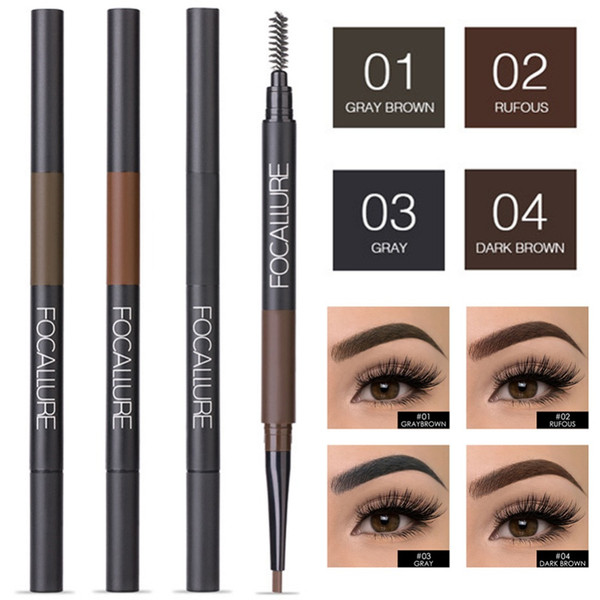 FOCALLURE
FOCALLURE
FOCALLURE
FOCALLURE
01
GRAY BROWN
02
RUFOUS
03
GRAY
04
DARK BROWN
#01
GRAYBROWN
#02
RUFOUS
#03
GRAY
#04
DARK BROWN